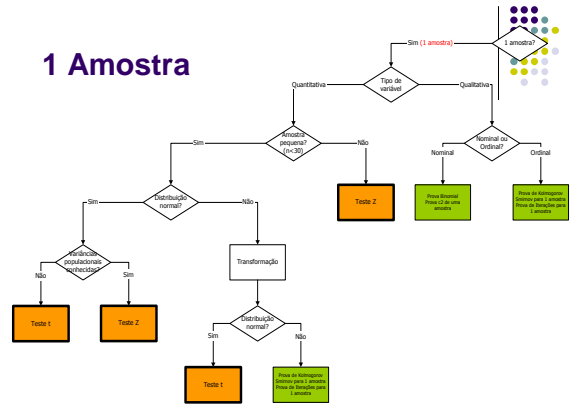 1 Amostra
Sim (1 amostra)
1 amostra?
Tipo de
variável
Quantitativa
Qualitativa
Amostra
pequena?
(n<30)
Sim
Não
Nominal ou
Ordinal?
Nominal
Ordinal
Distribuição
normal?
Sim
Não
Teste Z
Prova Binomial
Prova c2 de uma
amostra
Prova de Kolmogorov
Smirnov para 1 amostra
Prova de Iterações para
1 amostra
Variâncias
populacionais
conhecidas?
Não
Sim
Transformação
Teste t
Teste Z
Distribuição
normal?
Sim
Não
Teste t
Prova de Kolmogorov
Smirnov para 1 amostra
Prova de Iterações para
1 amostra